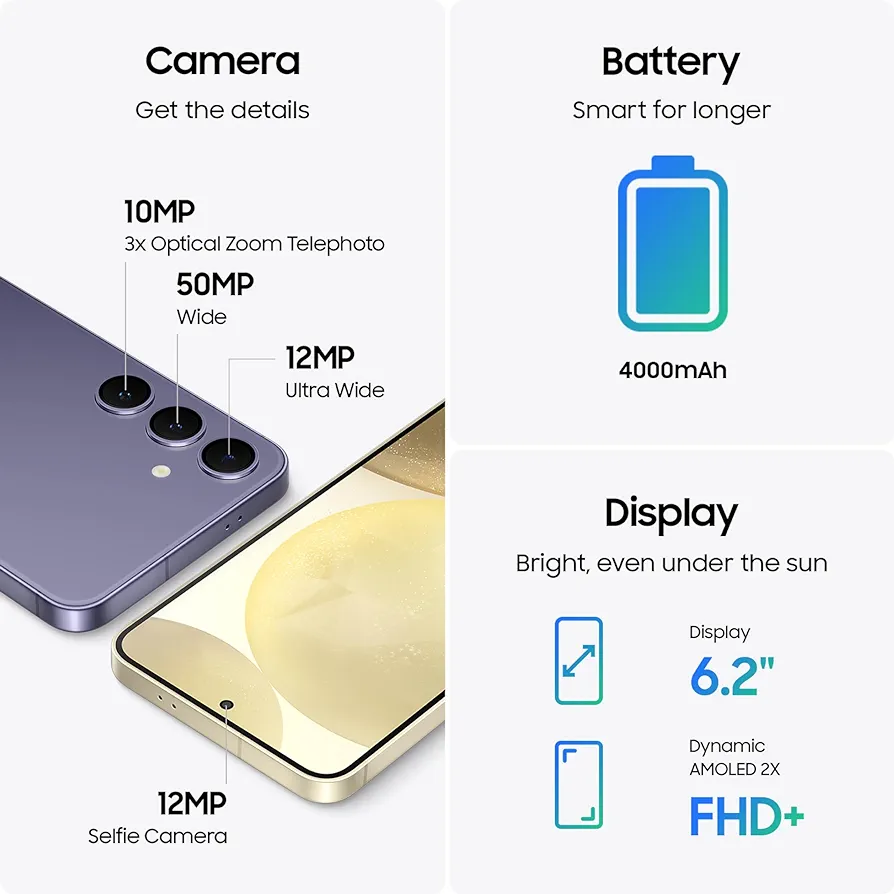 Camera
Get the details
10MP
3x Optical Zoom Telephoto
50MP
Wide
12MP
Ultra Wide
12MP
Selfie Camera
Battery
Smart for longer
4000mAh
Display
Bright, even under the sun
Display
6.2"
Dynamic
AMOLED 2X
FHD+